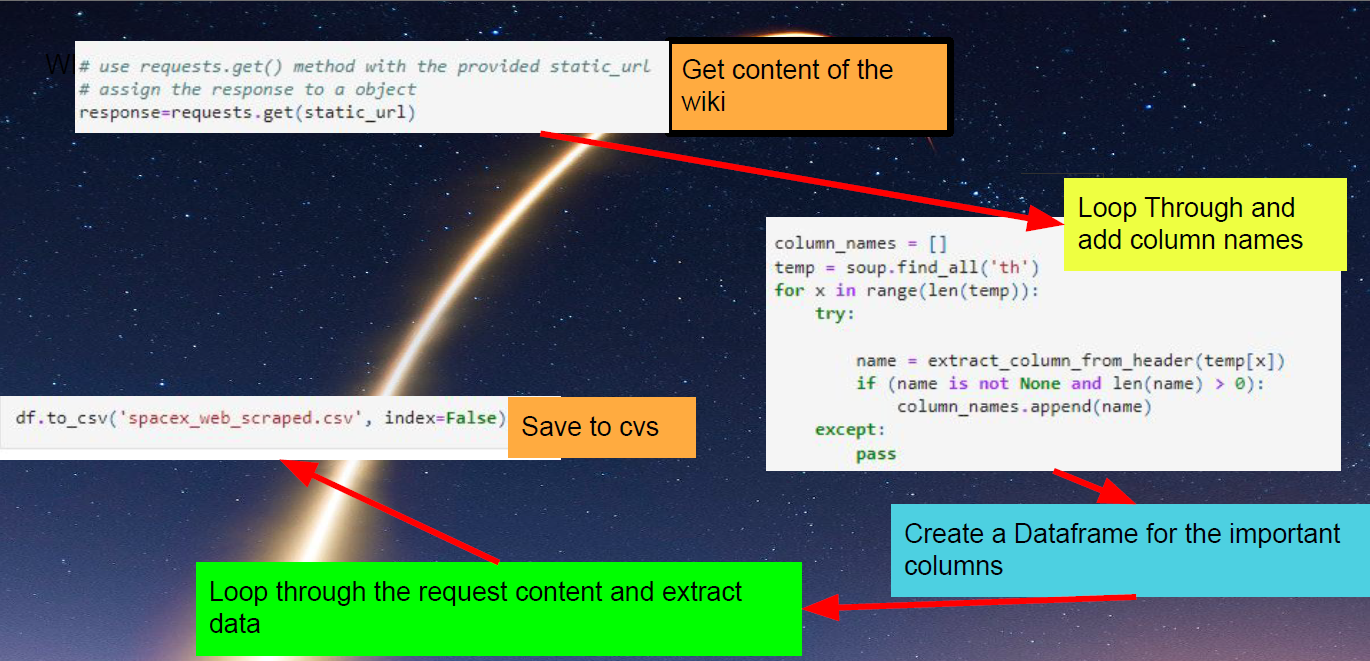 # use requests.get() method with the provided static_url
# assign the response to a object
response=requests.get(static_url)
Get content of the
wiki
Loop Through and
add column names
column_names = []
temp = soup.find_all('th')
for x in range(len(temp)):
try:
name = extract_column_from_header(temp[x])
if (name is not None and len(name) > 0):
column_names.append(name)
except:
pass
Create a Dataframe for the important
columns
Loop through the request content and extract
data
df.to_csv('spacex_web_scraped.csv', index=False)
Save to cvs